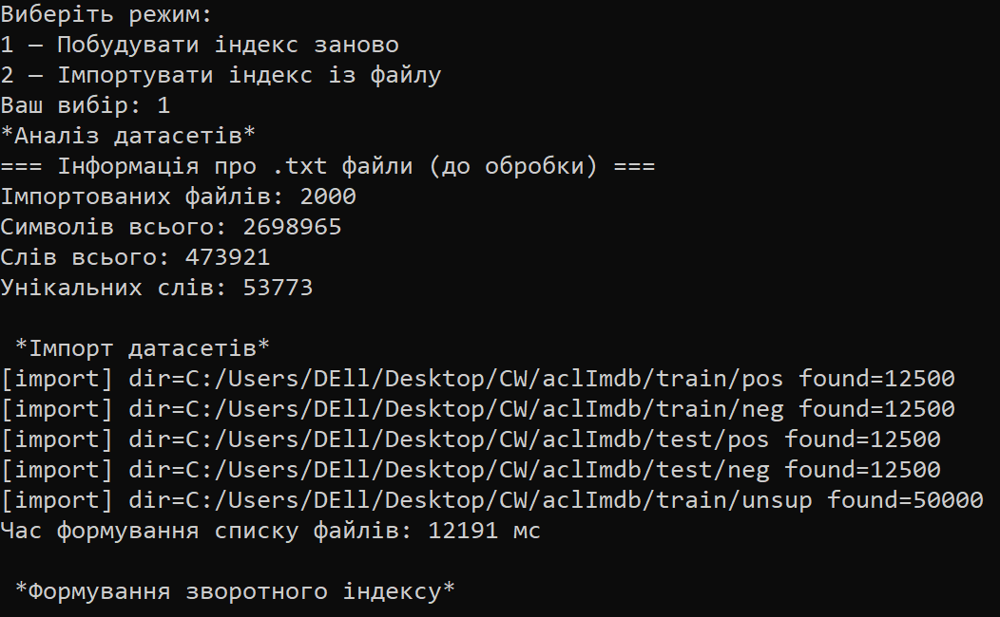 Виберіть режим:
1 — Побудувати індекс заново
2 — Імпортувати індекс із файлу
Ваш вибір: 1
*Аналіз датасетів*
=== Інформація про .txt файли (до обробки) ===
Імпортованих файлів: 2000
Символів всього: 2698965
Слів всього: 473921
Унікальних слів: 53773
*Імпорт датасетів*
[import] dir=C:/Users/DEll/Desktop/CW/aclImdb/train/pos found=12500
[import] dir=C:/Users/DEll/Desktop/CW/aclImdb/train/neg found=12500
[import] dir=C:/Users/DEll/Desktop/CW/aclImdb/test/pos found=12500
[import] dir=C:/Users/DEll/Desktop/CW/aclImdb/test/neg found=12500
[import] dir=C:/Users/DEll/Desktop/CW/aclImdb/train/unsup found=50000
Час формування списку файлів: 12191 мс
*Формування зворотного індексу*